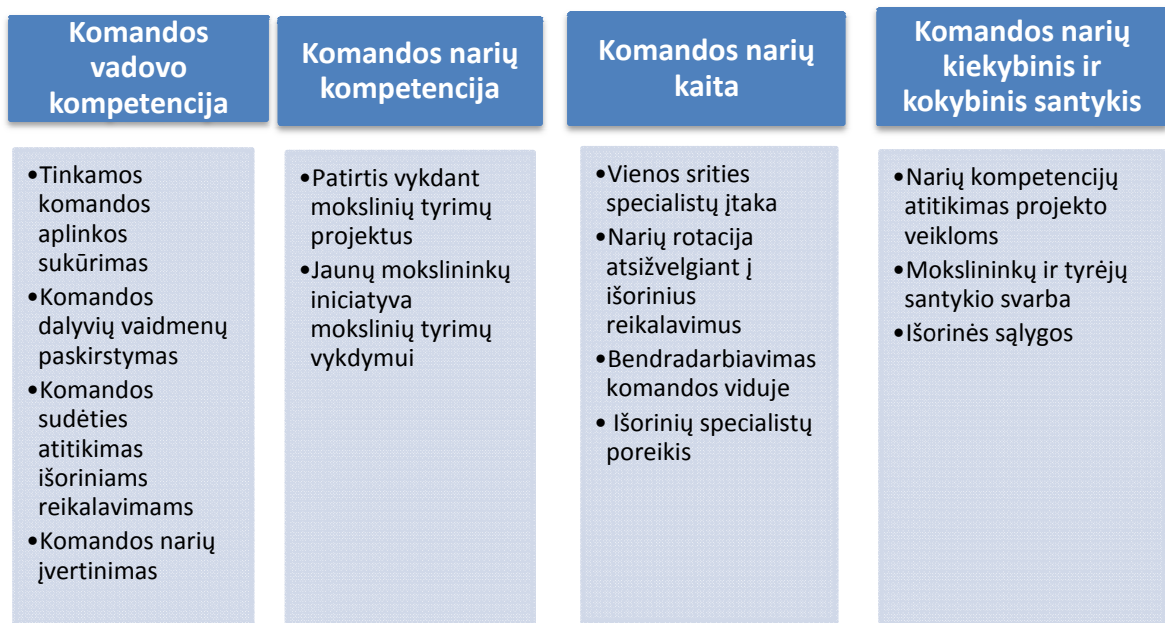 Komandos
vadovo
kompetencija
•Tinkamos
komandos
aplinkos
sukūrimas
•Komandos
dalyvių vaidmenų
paskirstymas
•Komandos
sudėties
atitikimas
išoriniams
reikalavimams
•Komandos narių
įvertinimas
Komandos narių
kompetencija
•Patirtis vykdant
mokslinių tyrimų
projektus
•Jaunų mokslininkų
iniciatyva
mokslinių tyrimų
vykdymui
Komandos narių
kaita
•Vienos srities
specialistų įtaka
•Narių rotacija
atsižvelgiant į
išorinius
reikalavimus
•Bendradarbiavimas
komandos viduje
• Išorinių specialistų
poreikis
Komandos narių
kiekybinis ir
kokybinis santykis
•Narių kompetencijų
atitikimas projekto
veikloms
•Mokslininkų ir tyrėjų
santykio svarba
•Išorinės sąlygos